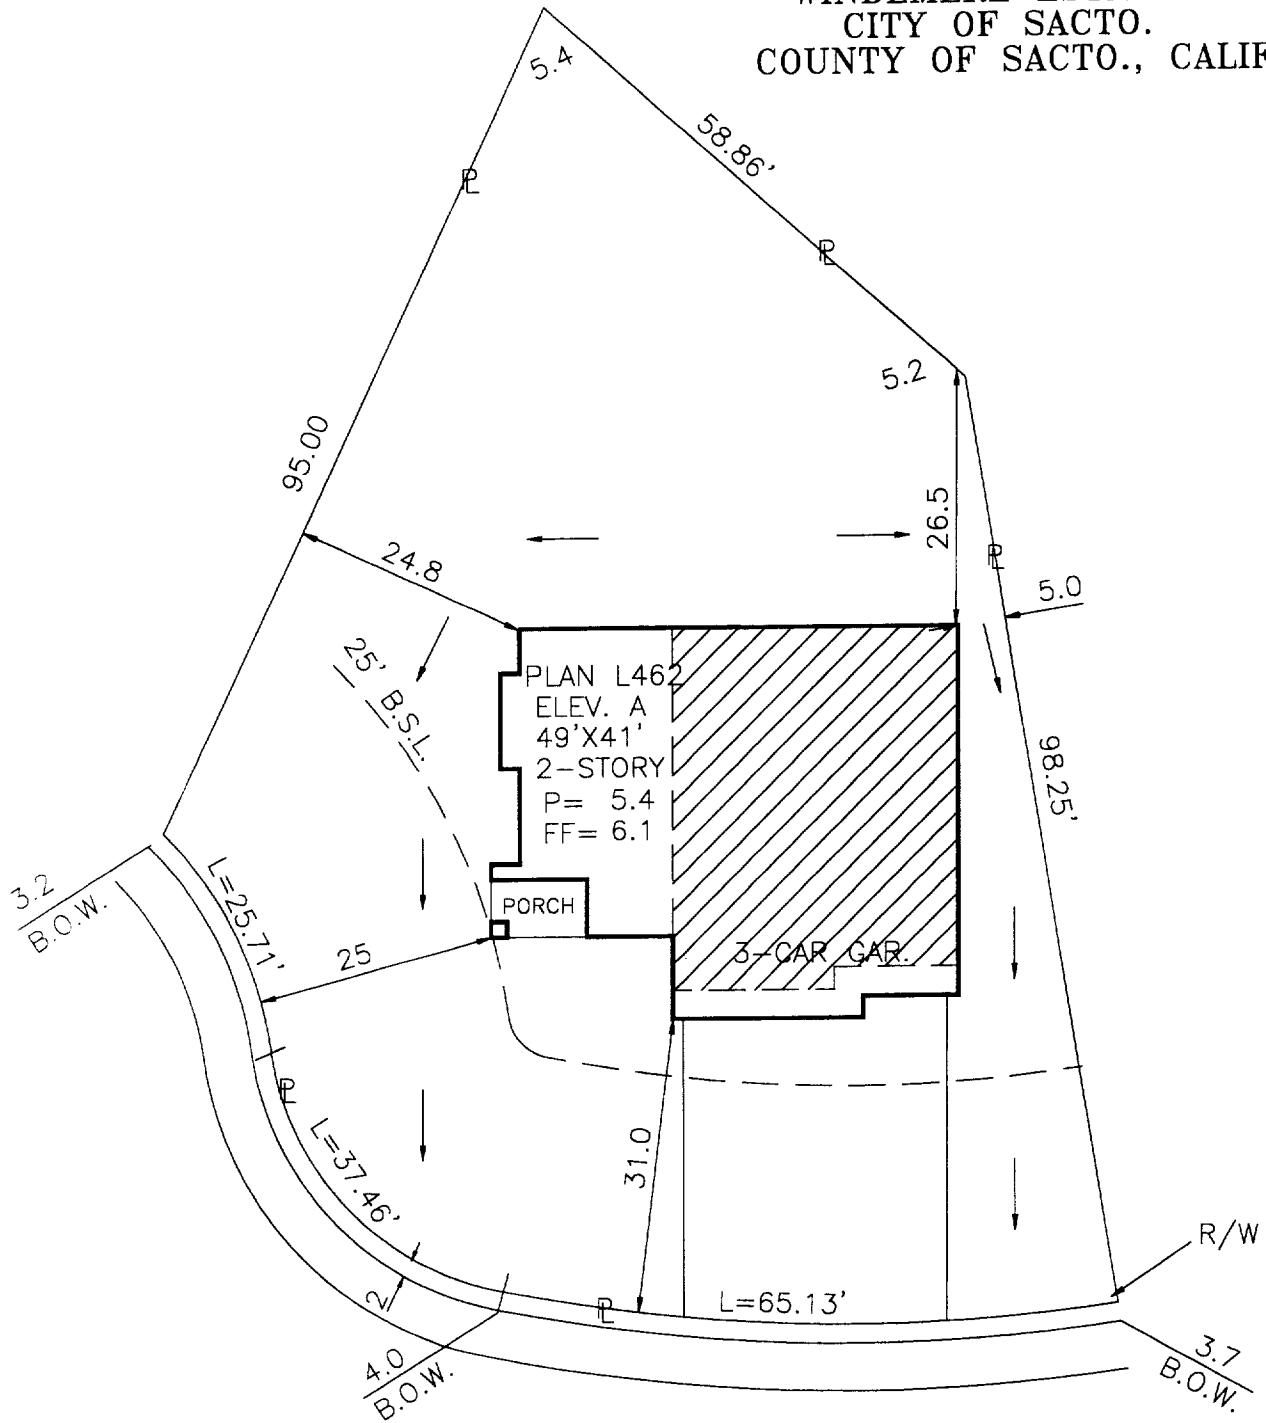 CITY OF SACTO.
COUNTY OF SACTO., CALIF
5.4
58.86'
PL
PL
5.2
95.00
26.5
24.8
PL
5.0
25' B.S.L.
PLAN L462
ELEV. A
49'X41'
2-STORY
P= 5.4
FF= 6.1
98.25'
3.2
B.O.W.
L=25.71'
PORCH
25
3-CAR GAR.
PL
L=37.46'
31.0
R/W
2
PL
L=65.13'
4.0
B.O.W.
3.7
B.O.W.